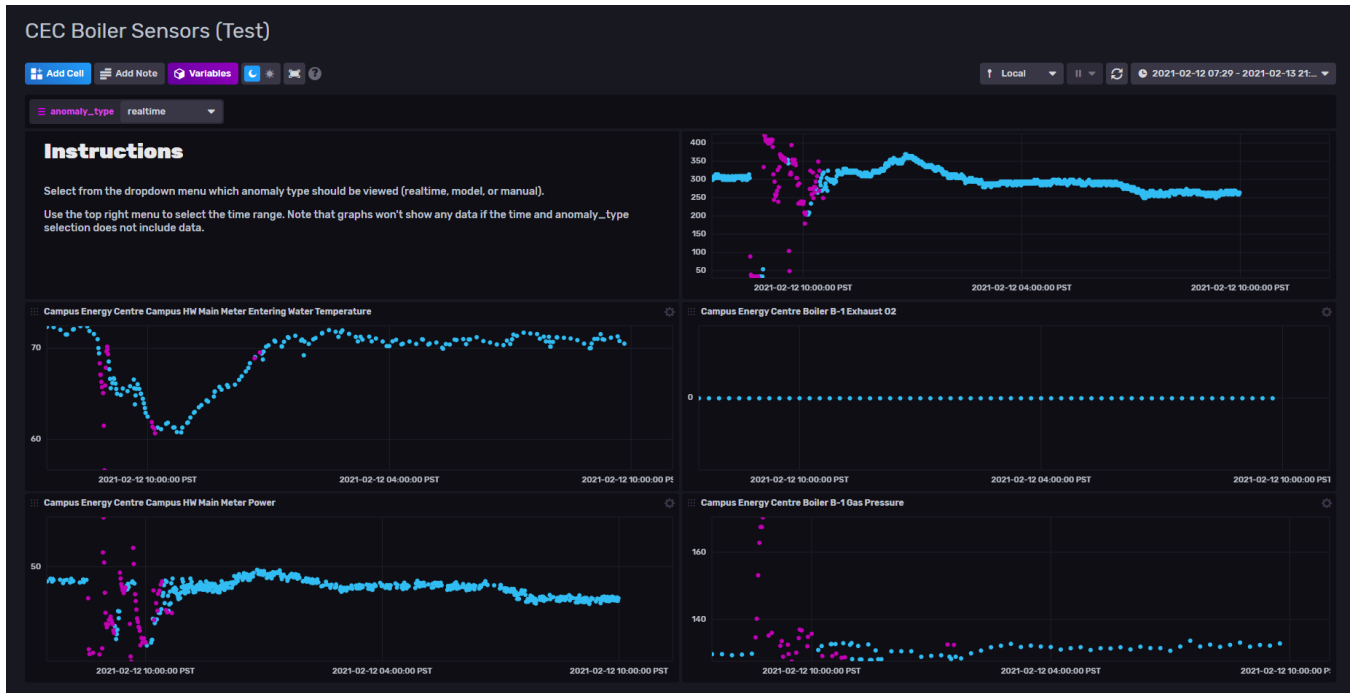 CEC Boiler Sensors (Test)
Add Cell Add Note Variables Local 2021-02-12 07:29 - 2021-02-13 21:...
anomaly_type realtime
Instructions
Select from the dropdown menu which anomaly type should be viewed (realtime, model, or manual).
Use the top right menu to select the time range. Note that graphs won't show any data if the time and anomaly_type
selection does not include data.
400
350
300
250
200
150
100
50
2021-02-12 10:00:00 PST 2021-02-12 04:00:00 PST 2021-02-12 10:00:00 PST
Campus Energy Centre Campus HW Main Meter Entering Water Temperature
70
60
2021-02-12 10:00:00 PST 2021-02-12 04:00:00 PST 2021-02-12 10:00:00 PS
Campus Energy Centre Boiler B-1 Exhaust O2
0
2021-02-12 10:00:00 PST 2021-02-12 04:00:00 PST 2021-02-12 10:00:00 PST
Campus Energy Centre Campus HW Main Meter Power
50
2021-02-12 10:00:00 PST 2021-02-12 04:00:00 PST 2021-02-12 10:00:00 PST
Campus Energy Centre Boiler B-1 Gas Pressure
160
140
2021-02-12 10:00:00 PST 2021-02-12 04:00:00 PST 2021-02-12 10:00:00 P